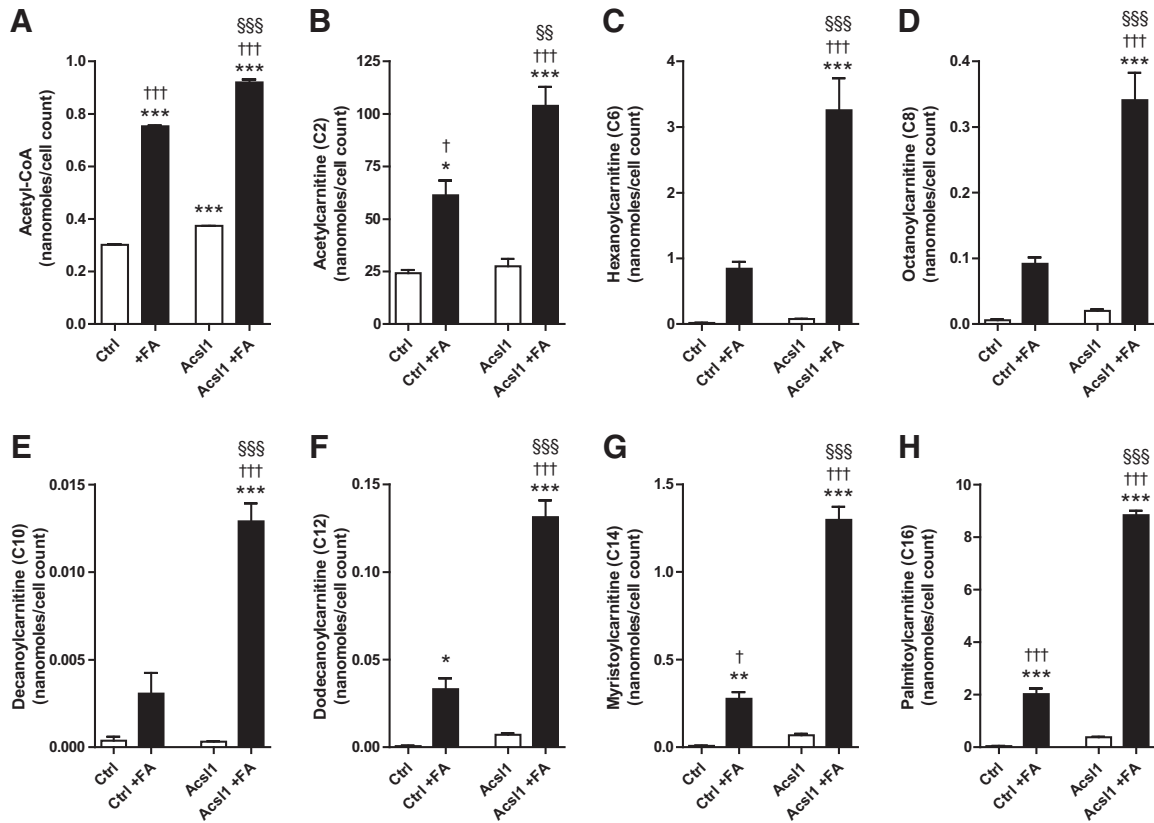 A
§§§
†††
***
†††
***
***
Acetyl-CoA
(nanomoles/cell count)
1.0
0.8
0.6
0.4
0.2
0.0
Ctrl
+FA
Acsl1
Acsl1 +FA
B
§§
†††
***
†
*
Acetylcarnitine (C2)
(nanomoles/cell count)
125
100
75
50
25
0
Ctrl
Ctrl +FA
Acsl1
Acsl1 +FA
C
§§§
†††
***
Hexanoylcarnitine (C6)
(nanomoles/cell count)
4
3
2
1
0
Ctrl
Ctrl +FA
Acsl1
Acsl1 +FA
D
§§§
†††
***
Octanoylcarnitine (C8)
(nanomoles/cell count)
0.4
0.3
0.2
0.1
0.0
Ctrl
Ctrl +FA
Acsl1
Acsl1 +FA
E
§§§
†††
***
Decanoylcarnitine (C10)
(nanomoles/cell count)
0.015
0.010
0.005
0.000
Ctrl
Ctrl +FA
Acsl1
Acsl1 +FA
F
§§§
†††
***
*
Dodecanoylcarnitine (C12)
(nanomoles/cell count)
0.15
0.10
0.05
0.00
Ctrl
Ctrl +FA
Acsl1
Acsl1 +FA
G
§§§
†††
***
†
**
Myristoylcarnitine (C14)
(nanomoles/cell count)
1.5
1.0
0.5
0.0
Ctrl
Ctrl +FA
Acsl1
Acsl1 +FA
H
§§§
†††
***
†††
***
Palmitoylcarnitine (C16)
(nanomoles/cell count)
10
8
6
4
2
0
Ctrl
Ctrl +FA
Acsl1
Acsl1 +FA